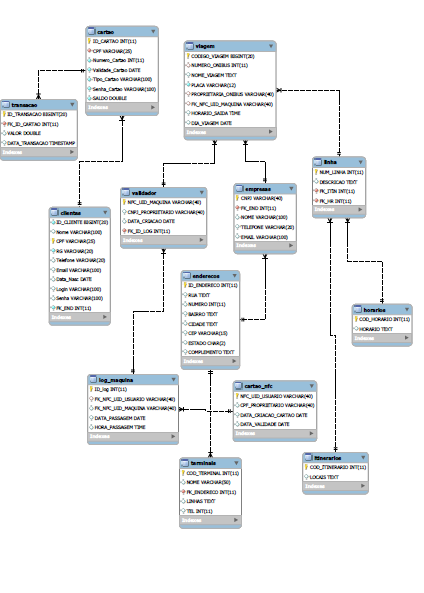 cartao
ID_CARTAO INT(11)
CPF VARCHAR(25)
Numero_Cartao INT(11)
Validade_Cartao DATE
Tipo_Cartao VARCHAR(100)
Senha_Cartao VARCHAR(100)
SALDO DOUBLE
Indexes
viagem
CODIGO_VIAGEM BIGINT(20)
NUMERO_ONIBUS INT(11)
NOME_VIAGEM TEXT
PLACA VARCHAR(12)
PROPRIETARIA_ONIBUS VARCHAR(40)
FK_NFC_UID_MAQUINA VARCHAR(40)
HORARIO_SAIDA TIME
DIA_VIAGEM DATE
Indexes
transacao
ID_TRANSACAO BIGINT(20)
FK_ID_CARTAO INT(11)
VALOR DOUBLE
DATA_TRANSACAO TIMESTAMP
Indexes
linha
NUM_LINHA INT(11)
DESCRICAO TEXT
FK_ITIN INT(11)
FK_HR INT(11)
Indexes
validador
NFC_UID_MAQUINA VARCHAR(40)
CNPJ_PROPRIETARIO VARCHAR(40)
DATA_CRIACAO DATE
FK_ID_LOG INT(11)
Indexes
empresas
CNPJ VARCHAR(40)
FK_END INT(11)
NOME VARCHAR(100)
TELEFONE VARCHAR(20)
EMAIL VARCHAR(100)
Indexes
clientes
ID_CLIENTE BIGINT(20)
Nome VARCHAR(100)
CPF VARCHAR(25)
RG VARCHAR(20)
Telefone VARCHAR(20)
Email VARCHAR(100)
Data_Nasc DATE
Login VARCHAR(100)
Senha VARCHAR(100)
FK_END INT(11)
Indexes
enderecos
ID_ENDERECO INT(11)
RUA TEXT
NUMERO INT(11)
BAIRRO TEXT
CIDADE TEXT
CEP VARCHAR(15)
ESTADO CHAR(2)
COMPLEMENTO TEXT
Indexes
horarios
COD_HORARIO INT(11)
HORARIO TEXT
Indexes
log_maquina
ID_log INT(11)
FK_NFC_UID_USUARIO VARCHAR(40)
FK_NFC_UID_MAQUINA VARCHAR(40)
DATA_PASSAGEM DATE
HORA_PASSAGEM TIME
Indexes
cartao_nfc
NFC_UID_USUARIO VARCHAR(40)
CPF_PROPRIETARIO VARCHAR(40)
DATA_CRIACAO_CARTAO DATE
DATA_VALIDADE DATE
Indexes
terminais
COD_TERMINAL INT(11)
NOME VARCHAR(50)
FK_ENDERECO INT(11)
LINHAS TEXT
TEL INT(11)
Indexes
itinerarios
COD_ITINERARIO INT(11)
LOCAIS TEXT
Indexes